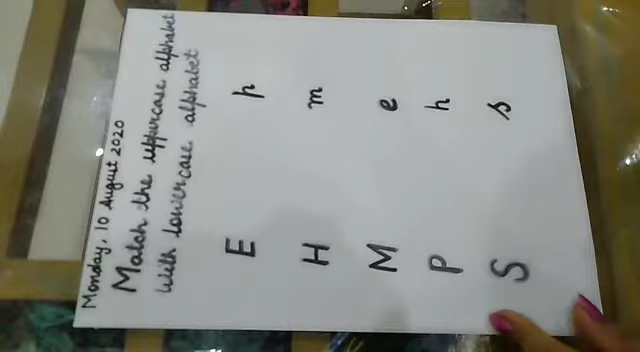 Monday, 10 August 2020
Match the uppercase alphabet
with lowercase alphabet
E p
H m
M e
P h
S s